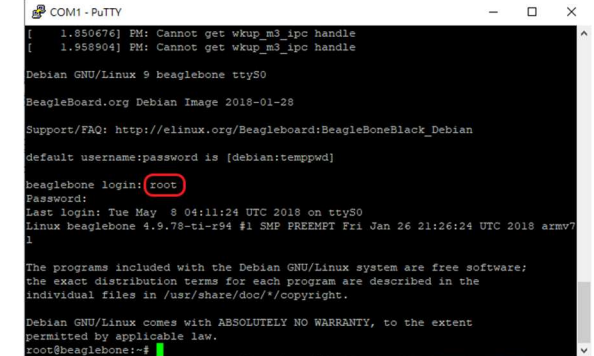 COM1 - PuTTY
[    1.850676] PM: Cannot get wkup_m3_ipc handle
[    1.958904] PM: Cannot get wkup_m3_ipc handle
Debian GNU/Linux 9 beaglebone ttyS0
BeagleBoard.org Debian Image 2018-01-28
Support/FAQ: http://elinux.org/Beagleboard:BeagleBoneBlack_Debian
default username:password is [debian:temppwd]
beaglebone login: root
Password:
Last login: Tue May  8 04:11:24 UTC 2018 on ttyS0
Linux beaglebone 4.9.78-ti-r94 #1 SMP PREEMPT Fri Jan 26 21:26:24 UTC 2018 armv7
l
The programs included with the Debian GNU/Linux system are free software;
the exact distribution terms for each program are described in the
individual files in /usr/share/doc/*/copyright.
Debian GNU/Linux comes with ABSOLUTELY NO WARRANTY, to the extent
permitted by applicable law.
root@beaglebone:~#